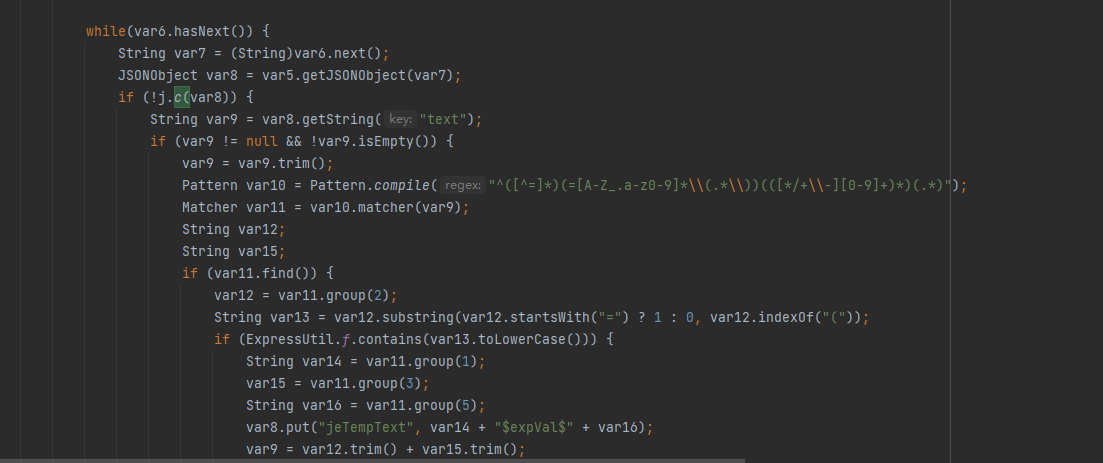 while(var6.hasNext()) {
String var7 = (String)var6.next();
JSONObject var8 = var5.getJSONObject(var7);
if (!j.c(var8)) {
String var9 = var8.getString( key: "text");
if (var9 != null && !var9.isEmpty()) {
var9 = var9.trim();
Pattern var10 = Pattern.compile( regex: "^([^=]*)(=[A-Z_.a-z0-9]*\\(.*\\))(([*/+\\-][0-9]+)*)(.*)");
Matcher var11 = var10.matcher(var9);
String var12;
String var15;
if (var11.find()) {
var12 = var11.group(2);
String var13 = var12.substring(var12.startsWith("=") ? 1 : 0, var12.indexOf("("));
if (ExpressUtil.f.contains(var13.toLowerCase())) {
String var14 = var11.group(1);
var15 = var11.group(3);
String var16 = var11.group(5);
var8.put("jeTempText", var14 + "$expVal$" + var16);
var9 = var12.trim() + var15.trim();